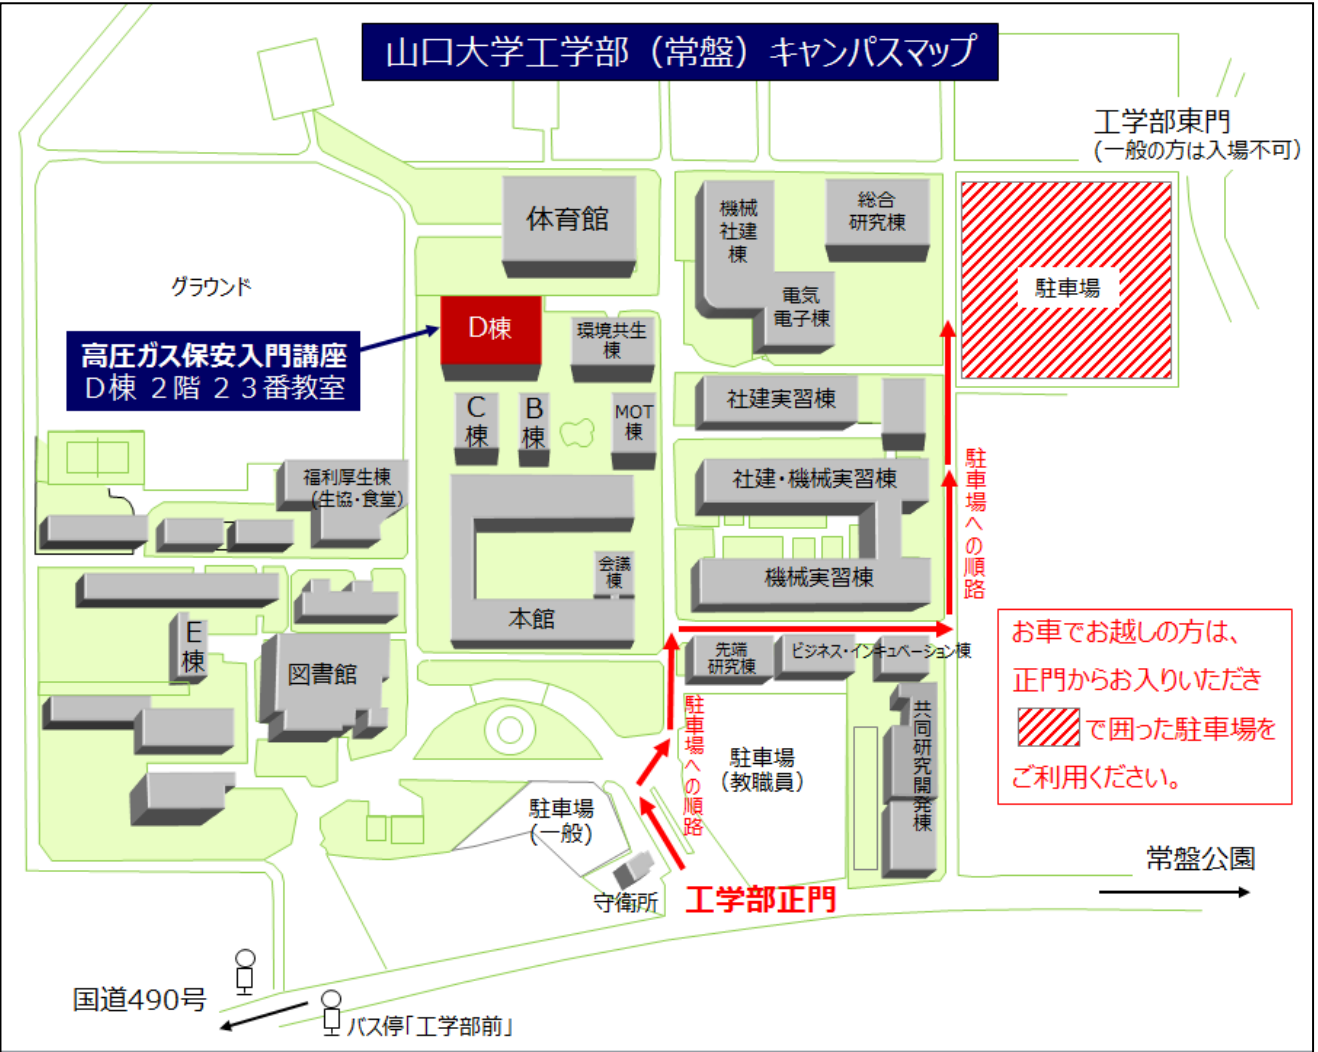 山口大学工学部（常盤）キャンパスマップ
工学部東門
(一般の方は入場不可)
体育館
機械
社建
棟
総合
研究棟
グラウンド
電気
電子棟
駐車場
D棟
環境共生
棟
高圧ガス保安入門講座
D棟 2階 23番教室
C
棟
B
棟
MOT
棟
社建実習棟
福利厚生棟
(生協・食堂)
社建・機械実習棟
駐車場への順路
会議
棟
機械実習棟
本館
E
棟
図書館
先端
研究棟
ビジネス・インキュベーション棟
お車でお越しの方は、
正門からお入りいただき
で囲った駐車場を
ご利用ください。
駐車場への順路
共同研究開発棟
駐車場
(教職員)
駐車場
(一般)
守衛所
工学部正門
常盤公園
国道490号
バス停「工学部前」